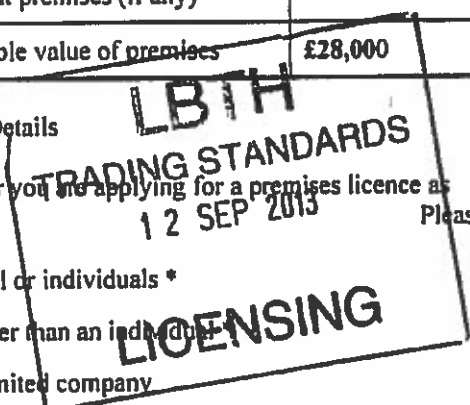 premises (if any)
ble value of premises £28,000
LBTH
Details
TRADING STANDARDS
you are applying for a premises licence as
12 SEP 2013
Pleas
l or individuals *
er than an individual *
LICENSING
mited company